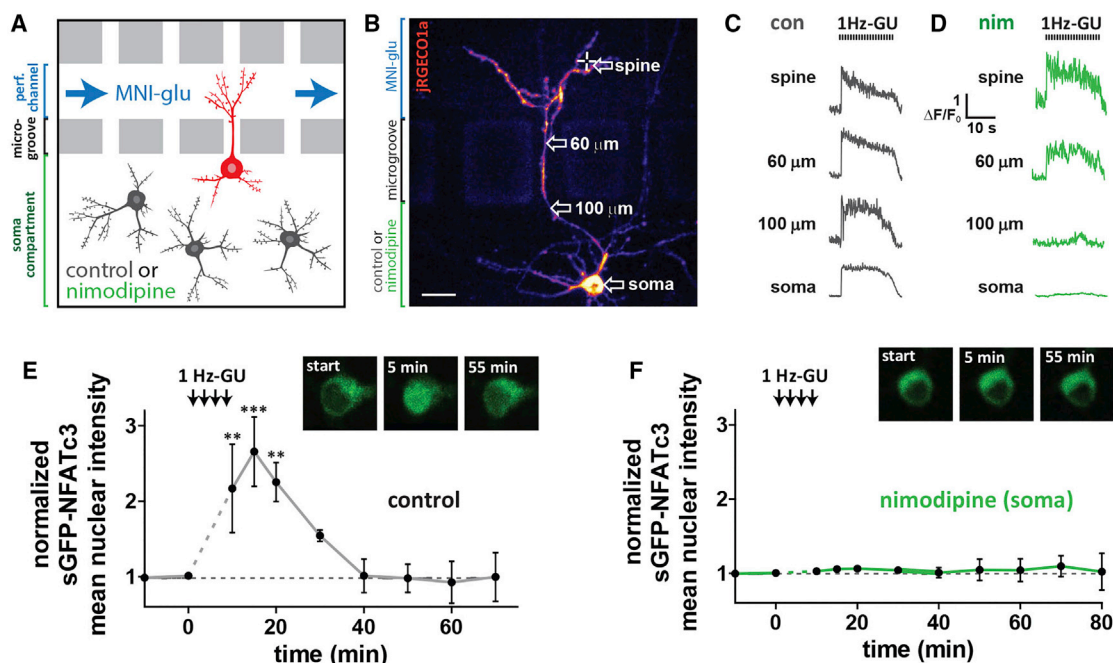 A
perf.
channel
micro-
groove
soma
compartment
MNI-glu
control or
nimodipine
B
MNI-glu
microgroove
control or
nimodipine
jRGECO1a
spine
60 μm
100 μm
soma
C
con
1Hz-GU
spine
60 μm
100 μm
soma
D
nim
1Hz-GU
spine
1
ΔF/F0
10 s
60 μm
100 μm
soma
E
1 Hz-GU
start
5 min
55 min
normalized
sGFP-NFATc3
mean nuclear intensity
3
2
1
** *** **
control
0 20 40 60 80
time (min)
F
1 Hz-GU
start
5 min
55 min
normalized
sGFP-NFATc3
mean nuclear intensity
3
2
1
nimodipine (soma)
0 20 40 60 80
time (min)